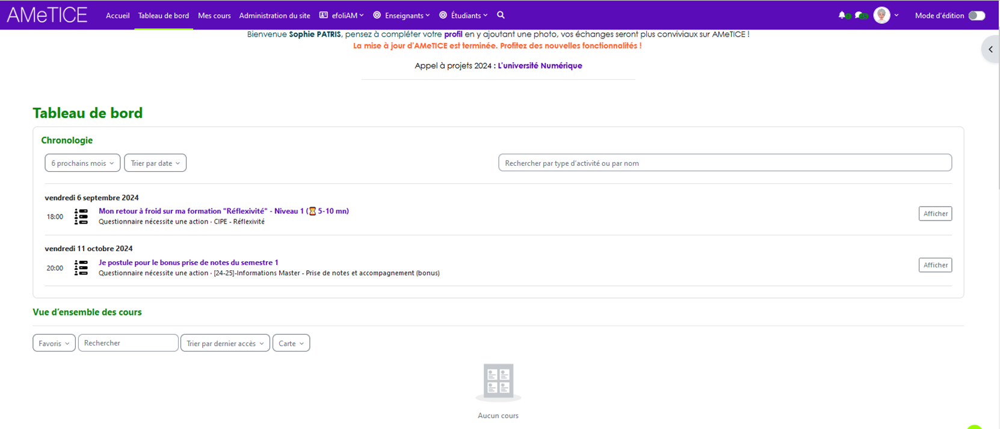 AMeTICE Accueil Tableau de bord Mes cours Administration du site efoliAM Enseignants Étudiants Mode d'édition
Bienvenue Sophie PATRIS, pensez à compléter votre profil en y ajoutant une photo, vos échanges seront plus conviviaux sur AMeTICE !
La mise à jour d'AMeTICE est terminée. Profitez des nouvelles fonctionnalités !
Appel à projets 2024 : L'université Numérique
Tableau de bord
Chronologie
6 prochains mois Trier par date Rechercher par type d'activité ou par nom
vendredi 6 septembre 2024
18:00 Mon retour à froid sur ma formation "Réflexivité" - Niveau 1 (⏳ 5-10 mn) Afficher
Questionnaire nécessite une action · CIPE - Réflexivité
vendredi 11 octobre 2024
20:00 Je postule pour le bonus prise de notes du semestre 1 Afficher
Questionnaire nécessite une action · [24-25]-Informations Master - Prise de notes et accompagnement (bonus)
Vue d'ensemble des cours
Favoris Rechercher Trier par dernier accès Carte
Aucun cours